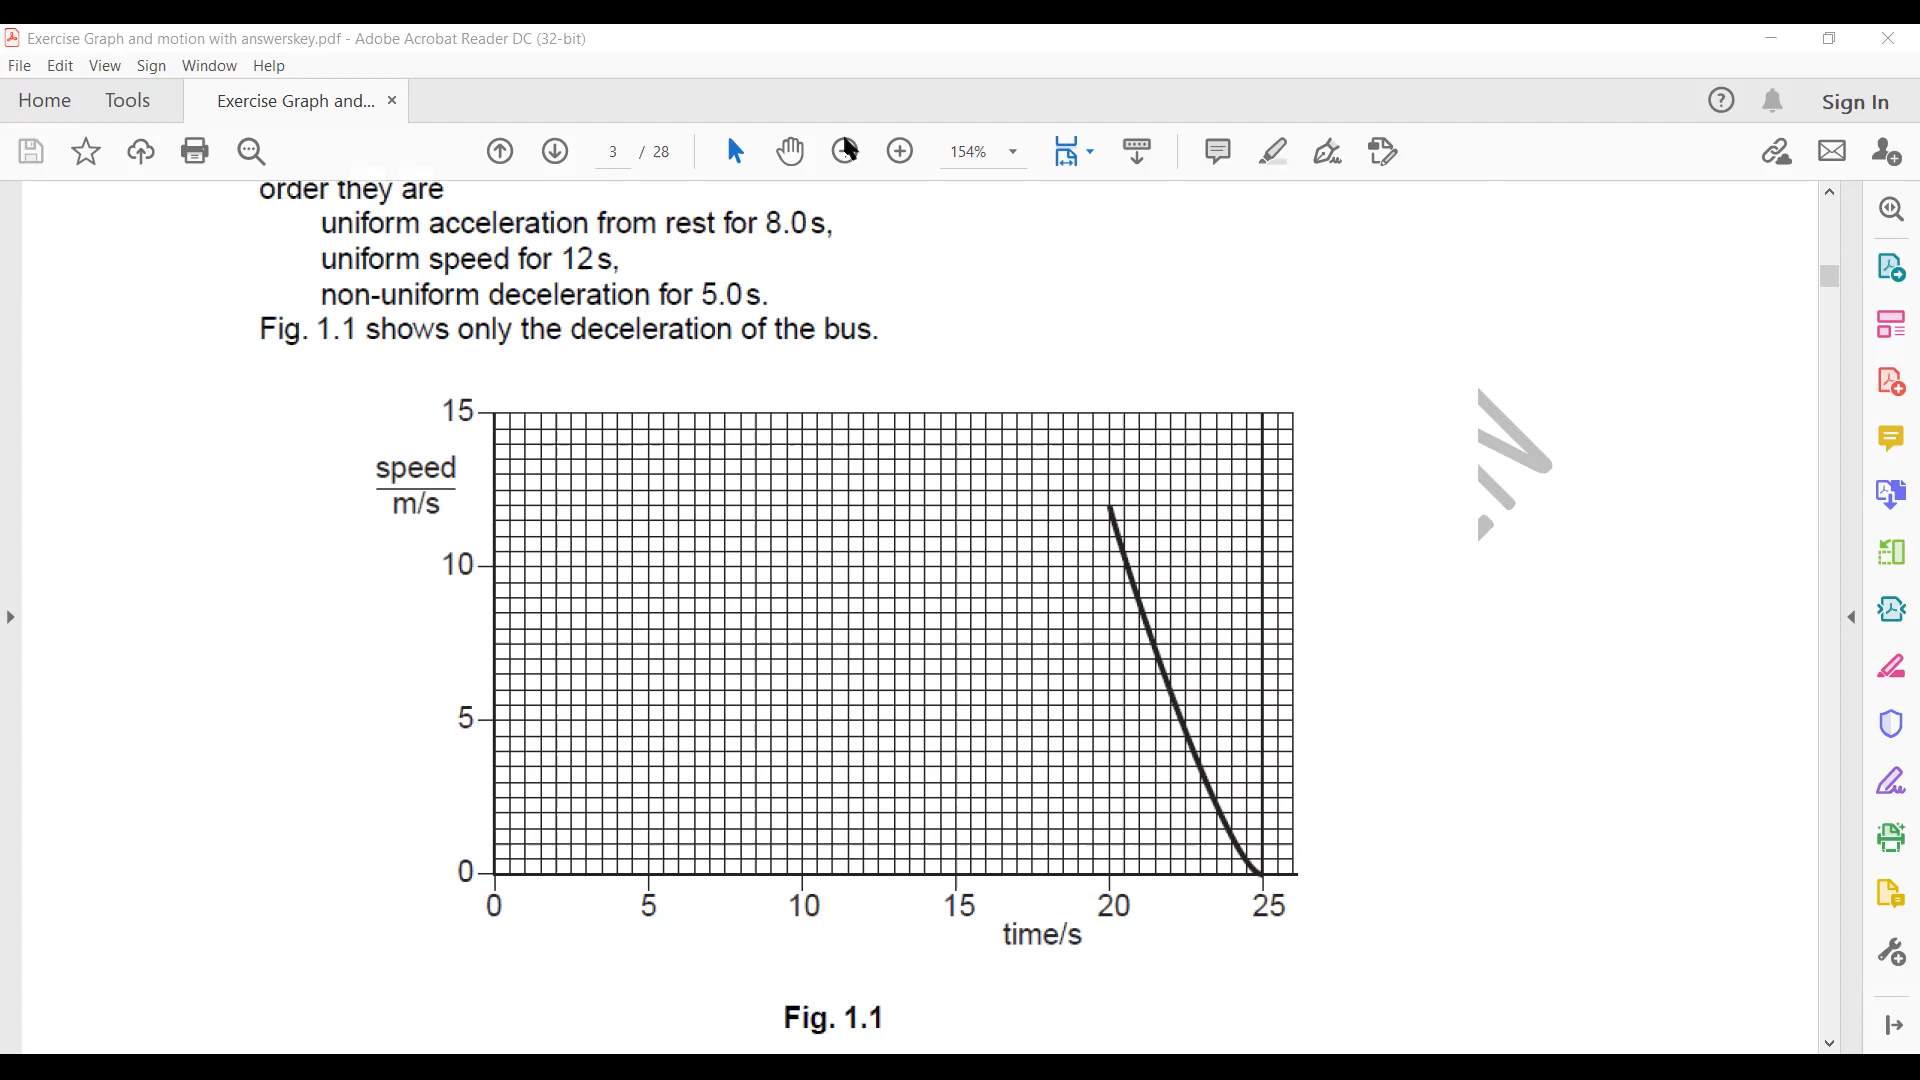 Exercise Graph and motion with answerskey.pdf - Adobe Acrobat Reader DC (32-bit)
File Edit View Sign Window Help
Home Tools Exercise Graph and... × Sign In
3 / 28 154%
order they are
uniform acceleration from rest for 8.0 s,
uniform speed for 12 s,
non-uniform deceleration for 5.0 s.
Fig. 1.1 shows only the deceleration of the bus.
15
speed
m/s
10
5
0
0 5 10 15 20 25
time/s
Fig. 1.1